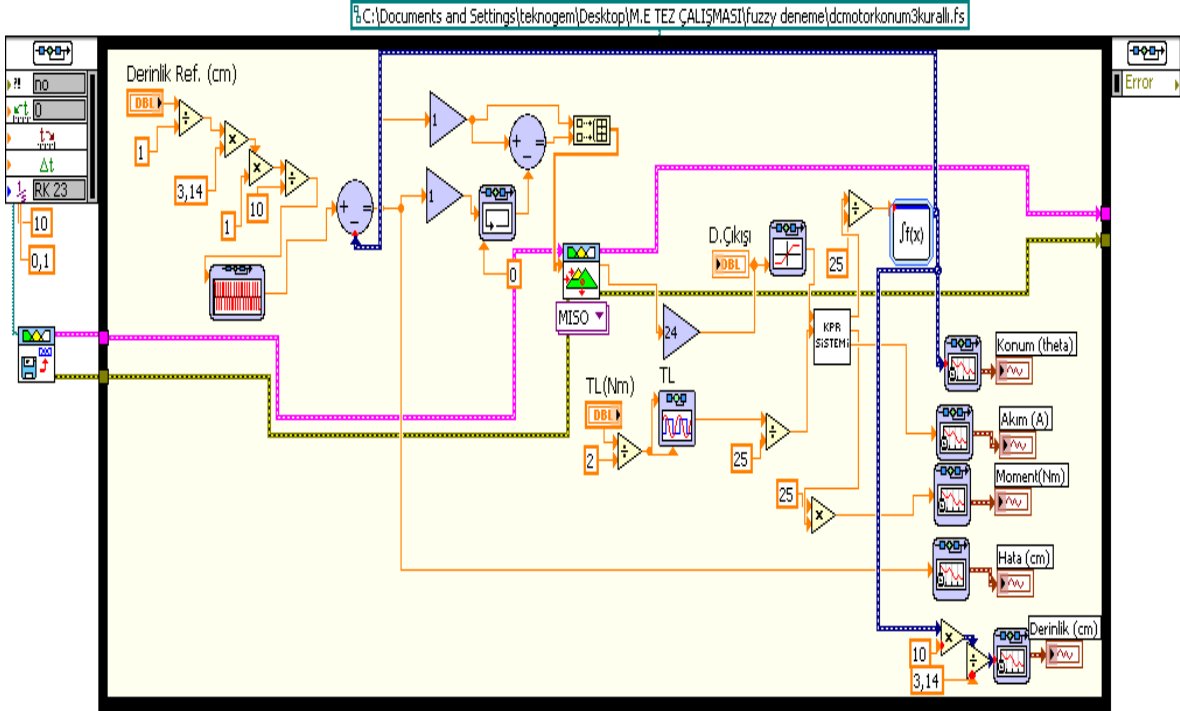 C:\Documents and Settings\teknogem\Desktop\M.E TEZ ÇALIŞMASI\fuzzy deneme\dcmotorkonum3kurallı.fs
?! no
0
Δt
RK 23
10
0,1
Error
Derinlik Ref. (cm)
DBL
1
3,14
1
10
1
1
0
MISO
24
D.Çıkışı
DBL
25
∫f(x)
KPR
SİSTEMİ
TL(Nm)
DBL
2
TL
25
25
Konum (theta)
Akım (A)
Moment(Nm)
Hata (cm)
Derinlik (cm)
10
3,14